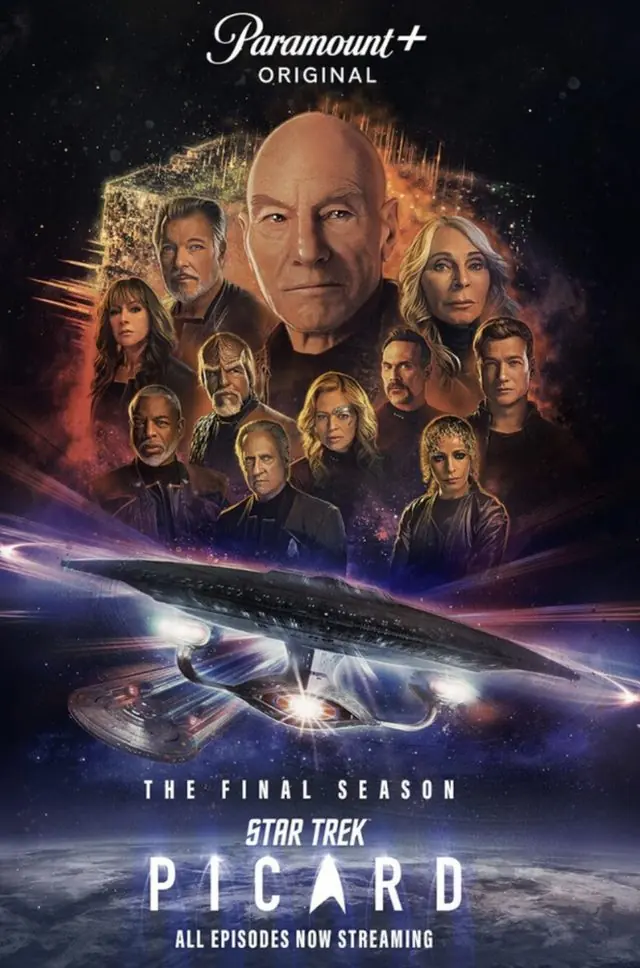 Paramount+
ORIGINAL
THE FINAL SEASON
STAR TREK
PICARD
ALL EPISODES NOW STREAMING